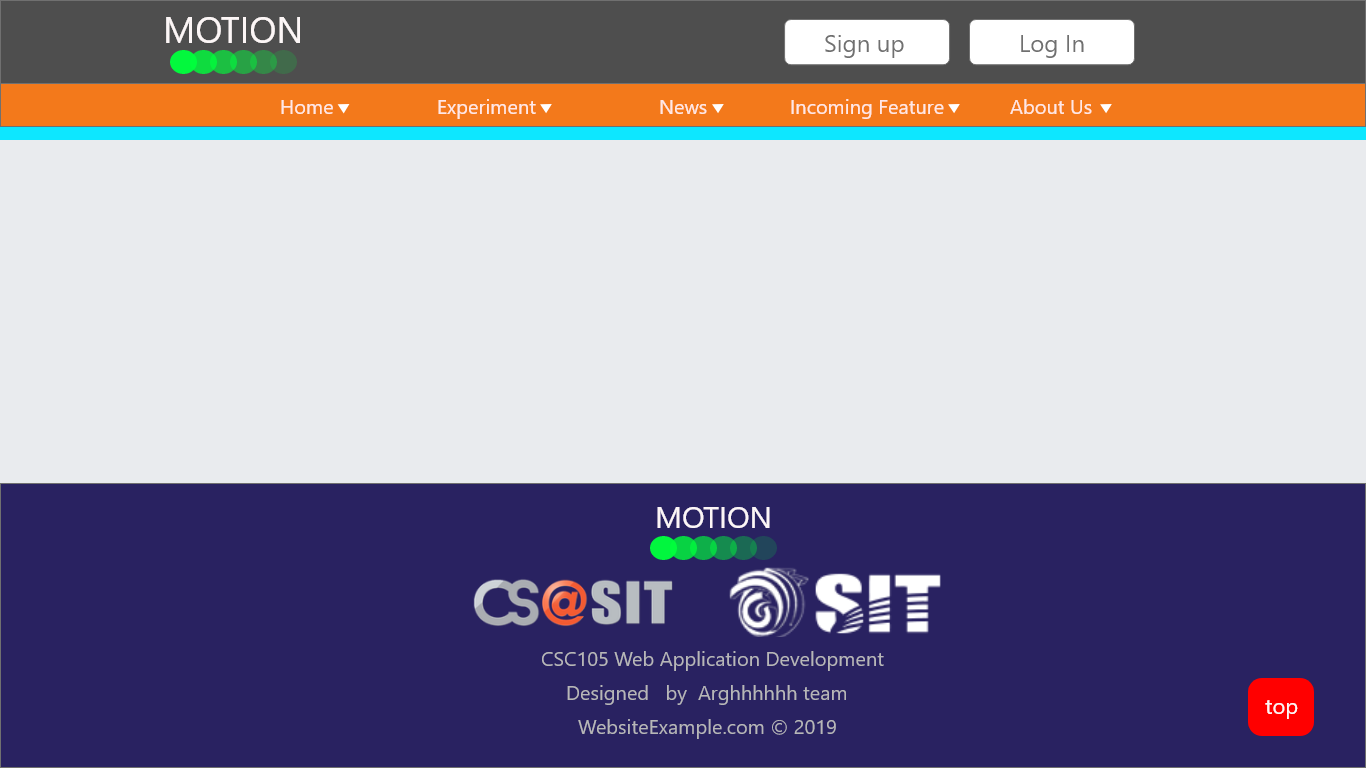 MOTION
Sign up
Log In
Home
Experiment
News
Incoming Feature
About Us
MOTION
CS@SIT
SIT
CSC105 Web Application Development
Designed by Arghhhhhh team
WebsiteExample.com © 2019
top